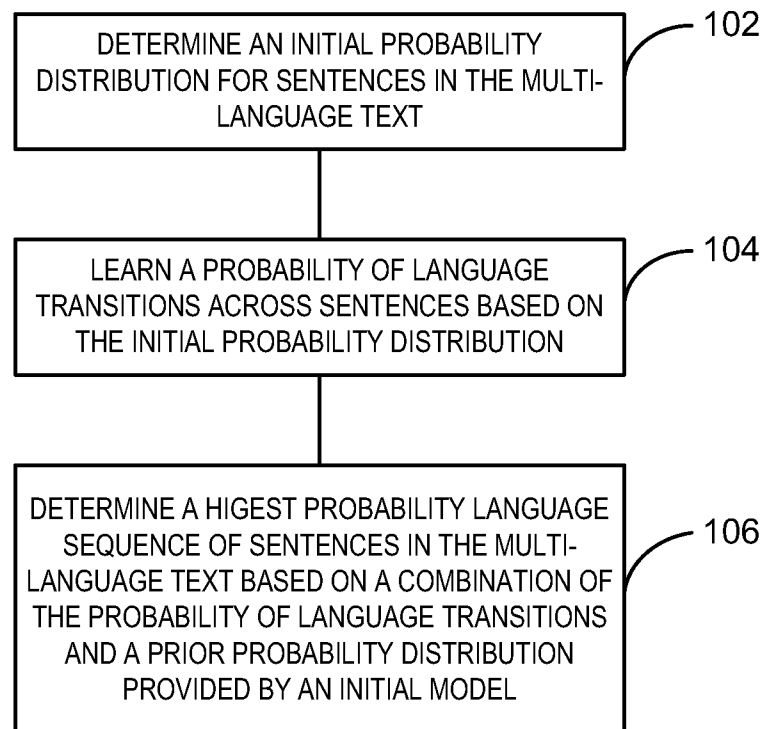 DETERMINE AN INITIAL PROBABILITY
DISTRIBUTION FOR SENTENCES IN THE MULTI-
LANGUAGE TEXT
102
LEARN A PROBABILITY OF LANGUAGE
TRANSITIONS ACROSS SENTENCES BASED ON
THE INITIAL PROBABILITY DISTRIBUTION
104
DETERMINE A HIGEST PROBABILITY LANGUAGE
SEQUENCE OF SENTENCES IN THE MULTI-
LANGUAGE TEXT BASED ON A COMBINATION OF
THE PROBABILITY OF LANGUAGE TRANSITIONS
AND A PRIOR PROBABILITY DISTRIBUTION
PROVIDED BY AN INITIAL MODEL
106